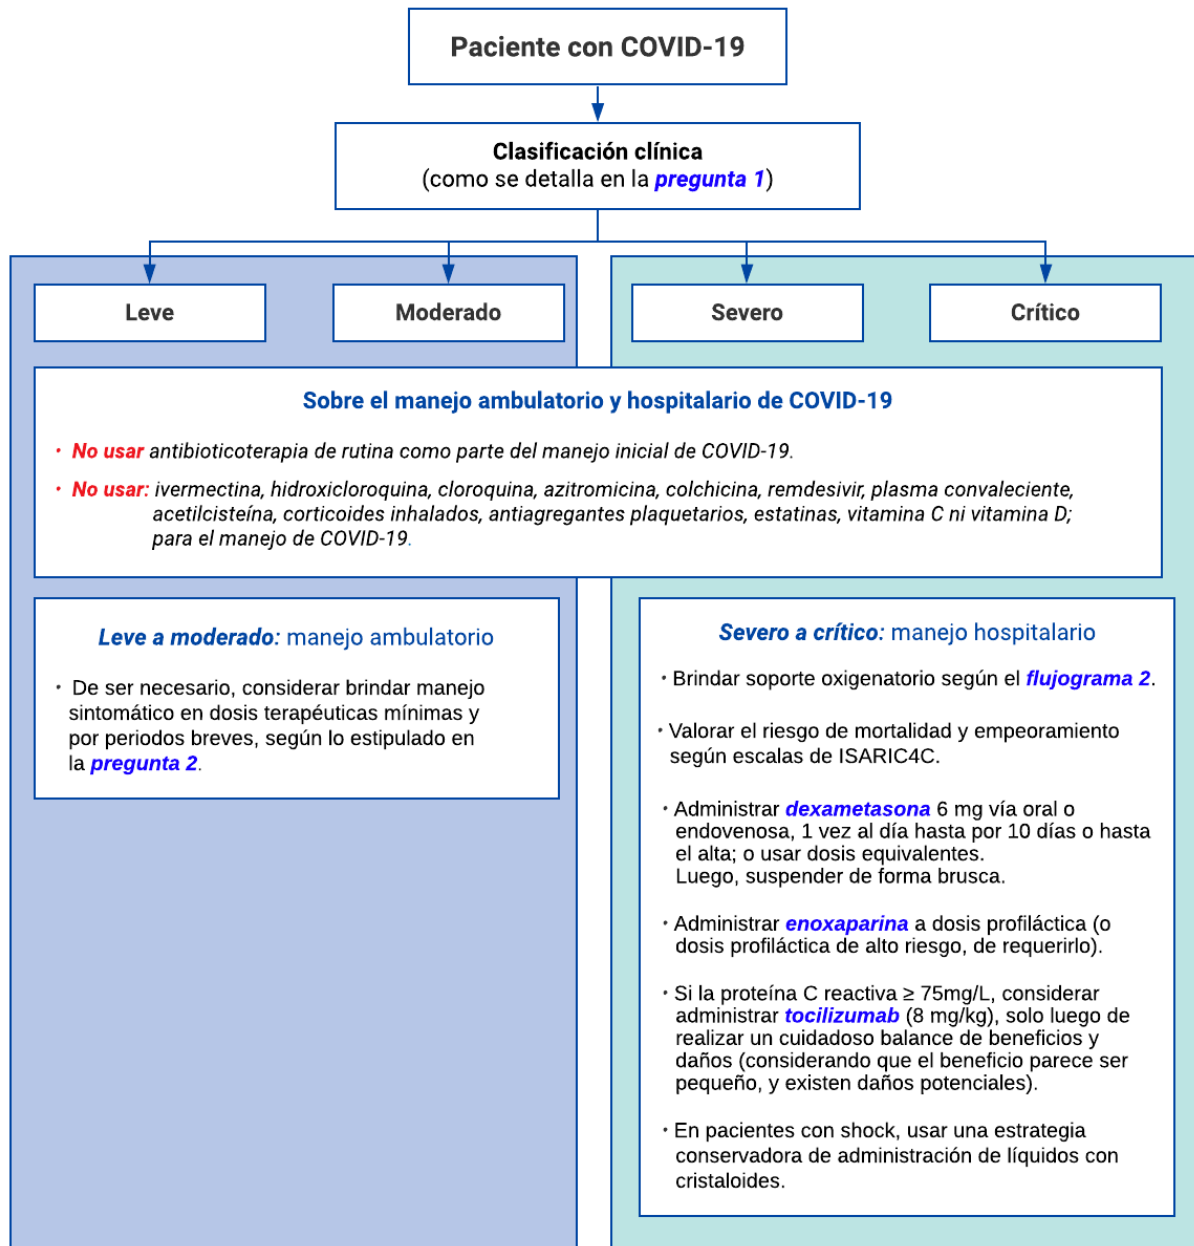 Paciente con COVID-19
Clasificación clínica
(como se detalla en la pregunta 1)
Leve
Moderado
Severo
Crítico
Sobre el manejo ambulatorio y hospitalario de COVID-19
· No usar antibioticoterapia de rutina como parte del manejo inicial de COVID-19.
· No usar: ivermectina, hidroxicloroquina, cloroquina, azitromicina, colchicina, remdesivir, plasma convaleciente,
acetilcisteína, corticoides inhalados, antiagregantes plaquetarios, estatinas, vitamina C ni vitamina D;
para el manejo de COVID-19.
Leve a moderado: manejo ambulatorio
· De ser necesario, considerar brindar manejo
sintomático en dosis terapéuticas mínimas y
por periodos breves, según lo estipulado en
la pregunta 2.
Severo a crítico: manejo hospitalario
· Brindar soporte oxigenatorio según el flujograma 2.
· Valorar el riesgo de mortalidad y empeoramiento
según escalas de ISARIC4C.
· Administrar dexametasona 6 mg vía oral o
endovenosa, 1 vez al día hasta por 10 días o hasta
el alta; o usar dosis equivalentes.
Luego, suspender de forma brusca.
· Administrar enoxaparina a dosis profiláctica (o
dosis profiláctica de alto riesgo, de requerirlo).
· Si la proteína C reactiva ≥ 75mg/L, considerar
administrar tocilizumab (8 mg/kg), solo luego de
realizar un cuidadoso balance de beneficios y
daños (considerando que el beneficio parece ser
pequeño, y existen daños potenciales).
· En pacientes con shock, usar una estrategia
conservadora de administración de líquidos con
cristaloides.